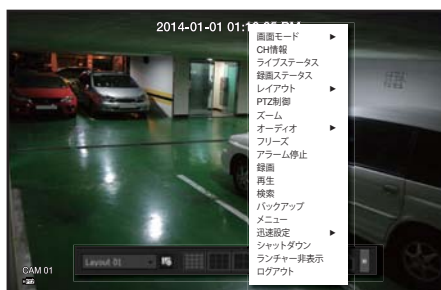 2014-01-01 01:1
画面モード
CH情報
ライブステータス
録画ステータス
レイアウト
PTZ制御
ズーム
オーディオ
フリーズ
アラーム停止
録画
再生
検索
バックアップ
メニュー
迅速設定
シャットダウン
ランチャー非表示
ログアウト
Layout 01
CAM 01